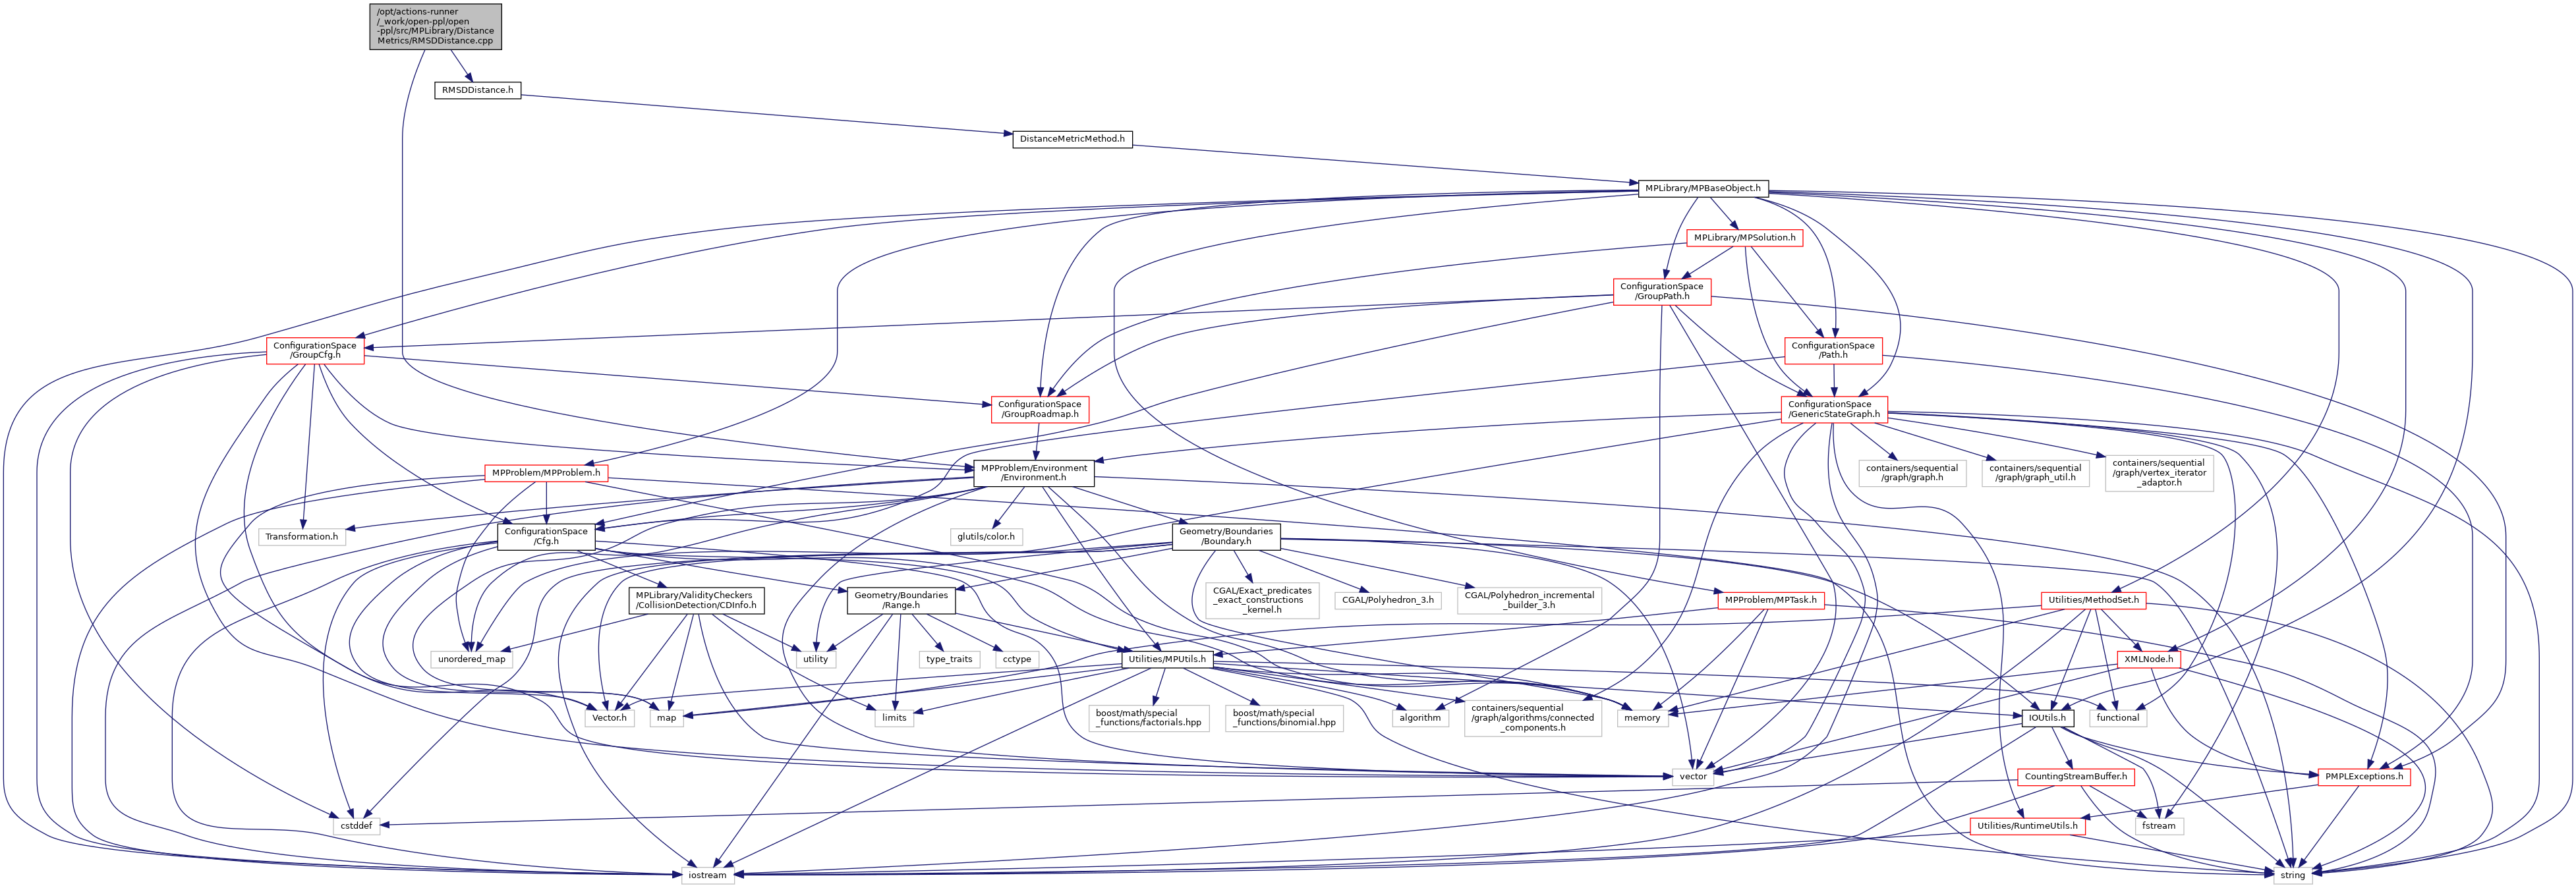 /opt/actions-runner
/_work/open-ppl/open
-ppl/src/MPLibrary/Distance
Metrics/RMSDDistance.cpp
RMSDDistance.h
DistanceMetricMethod.h
MPLibrary/MPBaseObject.h
MPLibrary/MPSolution.h
ConfigurationSpace
/GroupPath.h
ConfigurationSpace
/GroupCfg.h
ConfigurationSpace
/Path.h
ConfigurationSpace
/GroupRoadmap.h
ConfigurationSpace
/GenericStateGraph.h
MPProblem/MPProblem.h
MPProblem/Environment
/Environment.h
containers/sequential
/graph/graph.h
containers/sequential
/graph/graph_util.h
containers/sequential
/graph/vertex_iterator
_adaptor.h
Transformation.h
ConfigurationSpace
/Cfg.h
glutils/color.h
Geometry/Boundaries
/Boundary.h
MPLibrary/ValidityCheckers
/CollisionDetection/CDInfo.h
Geometry/Boundaries
/Range.h
CGAL/Exact_predicates
_exact_constructions
_kernel.h
CGAL/Polyhedron_3.h
CGAL/Polyhedron_incremental
_builder_3.h
MPProblem/MPTask.h
Utilities/MethodSet.h
unordered_map
utility
type_traits
cctype
Utilities/MPUtils.h
XMLNode.h
Vector.h
map
limits
boost/math/special
_functions/factorials.hpp
boost/math/special
_functions/binomial.hpp
algorithm
containers/sequential
/graph/algorithms/connected
_components.h
memory
IOUtils.h
functional
vector
CountingStreamBuffer.h
PMPLExceptions.h
cstddef
Utilities/RuntimeUtils.h
fstream
iostream
string